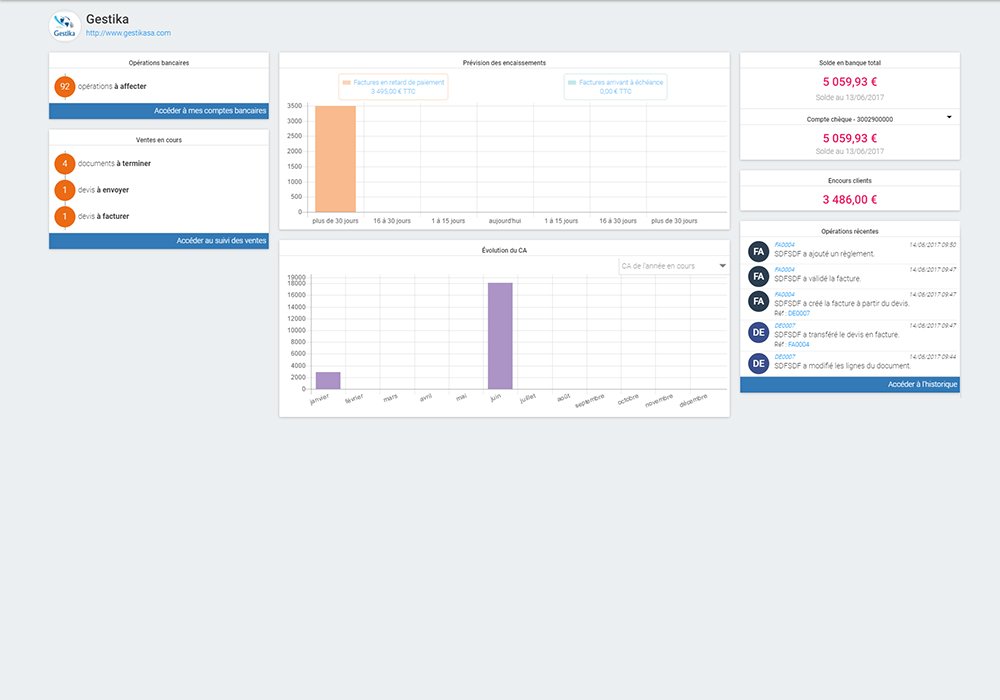 Gestika
Gestika
http://www.gestikasa.com
Opérations bancaires
92 opérations à affecter
Accéder à mes comptes bancaires
Ventes en cours
4 documents à terminer
1 devis à envoyer
1 devis à facturer
Accéder au suivi des ventes
Prévision des encaissements
Factures en retard de paiement
3 495,00 € TTC
Factures arrivant à échéance
0,00 € TTC
3500
3000
2500
2000
1500
1000
500
0
plus de 30 jours 16 à 30 jours 1 à 15 jours aujourd'hui 1 à 15 jours 16 à 30 jours plus de 30 jours
Évolution du CA
CA de l'année en cours
19000
18000
16000
14000
12000
10000
8000
6000
4000
2000
0
janvier février mars avril mai juin juillet août septembre octobre novembre décembre
Solde en banque total
5 059,93 €
Solde au 13/06/2017
Compte chèque - 3002900000
5 059,93 €
Solde au 13/06/2017
Encours clients
3 486,00 €
Opérations récentes
FA FA0004 14/06/2017 09:50
SDFSDF a ajouté un règlement.
FA FA0004 14/06/2017 09:47
SDFSDF a validé la facture.
FA FA0004 14/06/2017 09:47
SDFSDF a créé la facture à partir du devis.
Réf : DE0007
DE DE0007 14/06/2017 09:47
SDFSDF a transféré le devis en facture.
Réf : FA0004
DE DE0007 14/06/2017 09:44
SDFSDF a modifié les lignes du document.
Accéder à l'historique